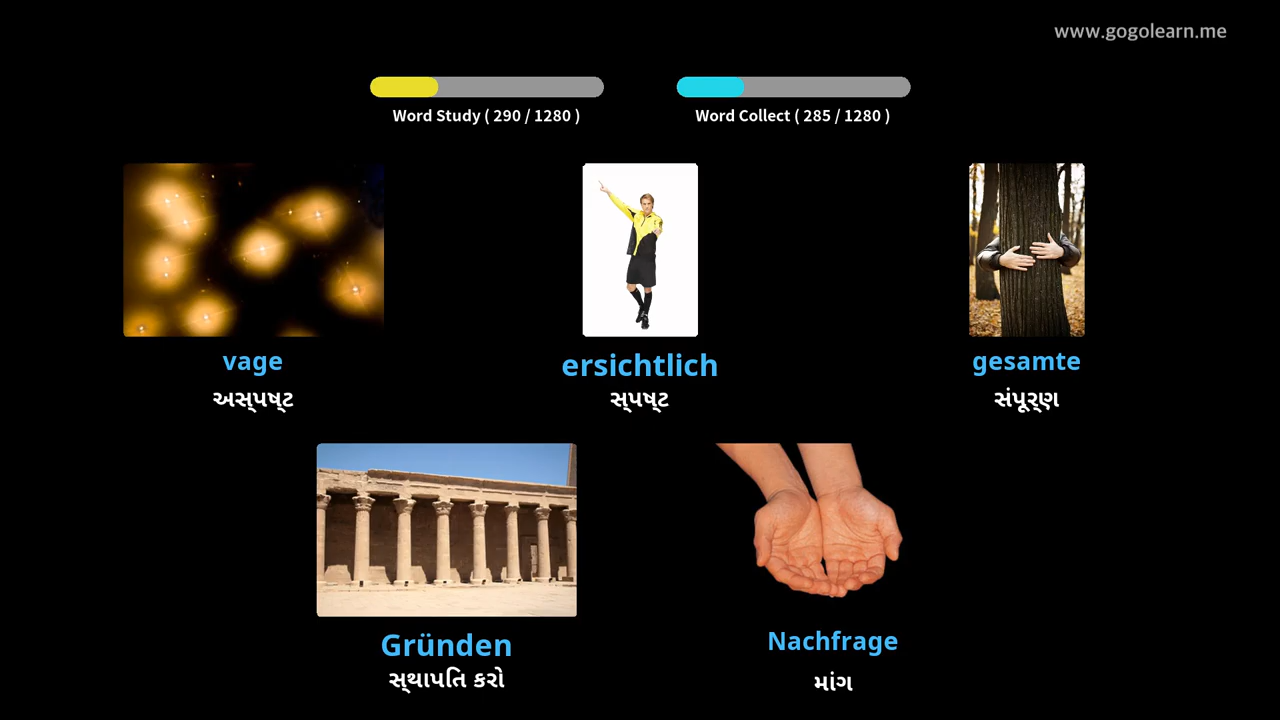 www.gogolearn.me
Word Study ( 290 / 1280 )
Word Collect ( 285 / 1280 )
vage
ersichtlich
gesamte
અસ્પષ્ટ
સ્પષ્ટ
સંપૂર્ણ
Gründen
Nachfrage
સ્થાપતિ કરો
માંગ